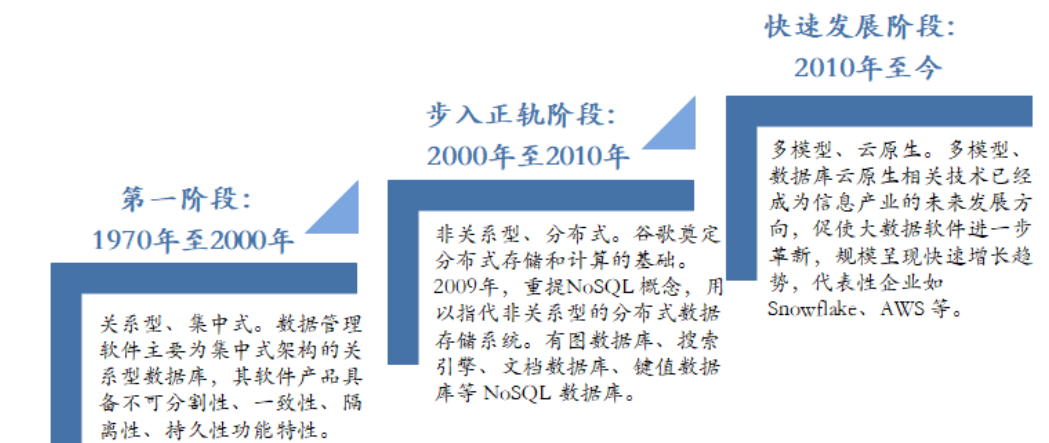 第一阶段：
1970年至2000年
关系型、集中式。数据管理
软件主要为集中式架构的关
系型数据库，其软件产品具
备不可分割性、一致性、隔
离性、持久性功能特性。
步入正轨阶段：
2000年至2010年
非关系型、分布式。谷歌奠定
分布式存储和计算的基础。
2009年，重提NoSQL 概念，用
以指代非关系型的分布式数据
存储系统。有图数据库、搜索
引擎、文档数据库、键值数据
库等 NoSQL 数据库。
快速发展阶段：
2010年至今
多模型、云原生。多模型、
数据库云原生相关技术已经
成为信息产业的未来发展方
向，促使大数据软件进一步
革新，规模呈现快速增长趋
势，代表性企业如
Snowflake、AWS 等。